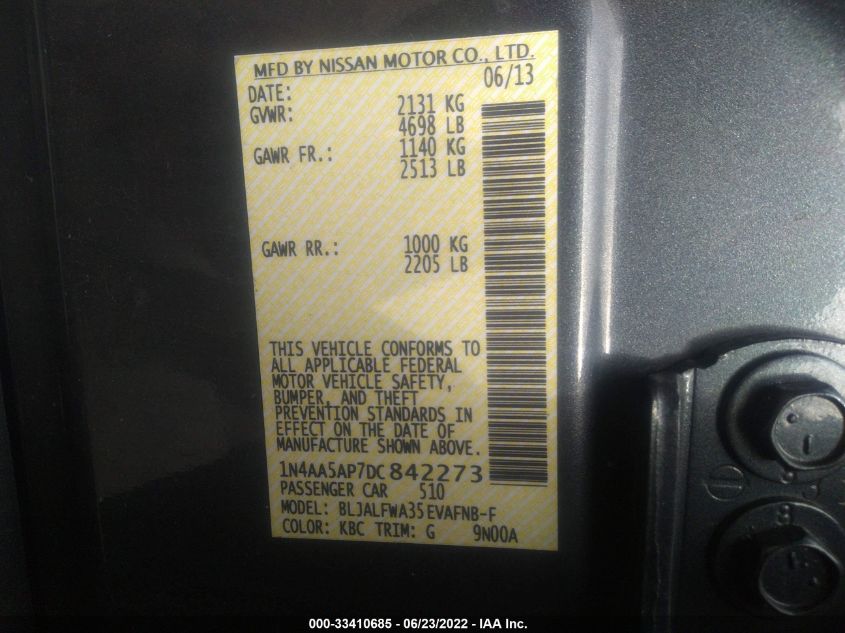 MFD BY NISSAN MOTOR CO., LTD.
DATE: 06/13
GVWR: 2131 KG
4698 LB
GAWR FR.: 1140 KG
2513 LB
GAWR RR.: 1000 KG
2205 LB
THIS VEHICLE CONFORMS TO
ALL APPLICABLE FEDERAL
MOTOR VEHICLE SAFETY,
BUMPER, AND THEFT
PREVENTION STANDARDS IN
EFFECT ON THE DATE OF
MANUFACTURE SHOWN ABOVE.
1N4AA5AP7DC842273
PASSENGER CAR 510
MODEL: BLJALFWA35EVAFNB-F
COLOR: KBC TRIM: G 9N00A
000-33410685 - 06/23/2022 - IAA Inc.